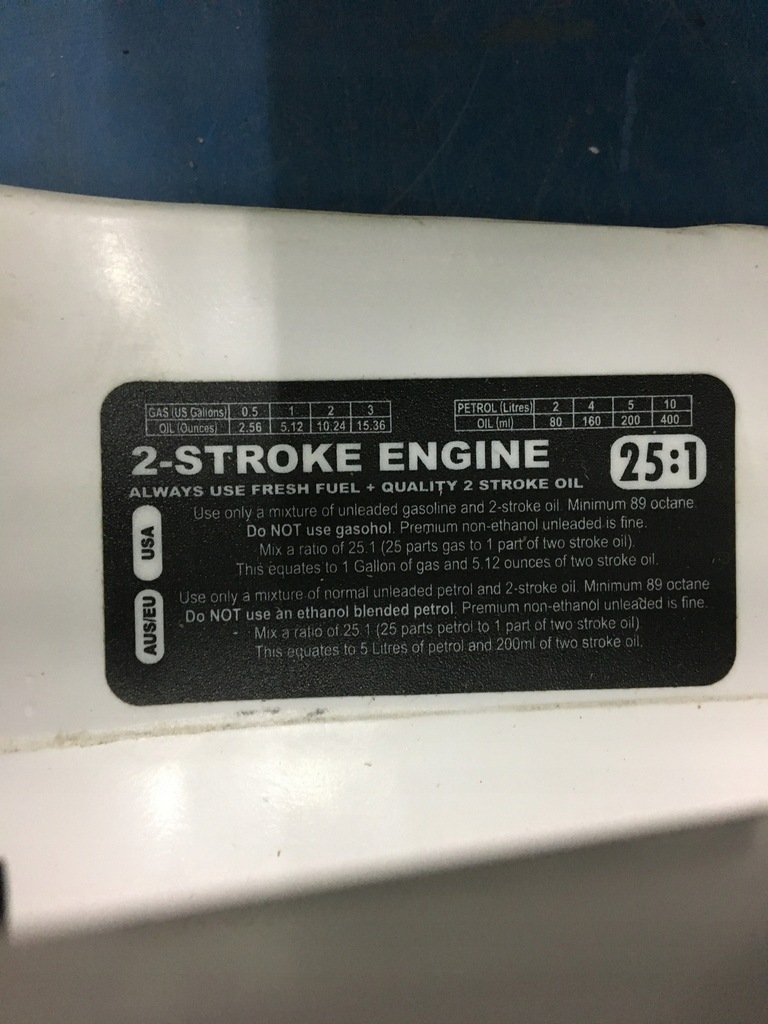 GAS (US Gallons) 0.5 1 2 3
OIL (Ounces) 2.56 5.12 10.24 15.36
PETROL (Litres) 2 4 5 10
OIL (ml) 80 160 200 400
2-STROKE ENGINE 25:1
ALWAYS USE FRESH FUEL + QUALITY 2 STROKE OIL
USA
Use only a mixture of unleaded gasoline and 2-stroke oil. Minimum 89 octane.
Do NOT use gasohol. Premium non-ethanol unleaded is fine.
Mix a ratio of 25.1 (25 parts gas to 1 part of two stroke oil).
This equates to 1 Gallon of gas and 5.12 ounces of two stroke oil.
AUS/EU
Use only a mixture of normal unleaded petrol and 2-stroke oil. Minimum 89 octane
Do NOT use an ethanol blended petrol. Premium non-ethanol unleaded is fine.
Mix a ratio of 25.1 (25 parts petrol to 1 part of two stroke oil)
This equates to 5 Litres of petrol and 200ml of two stroke oil.